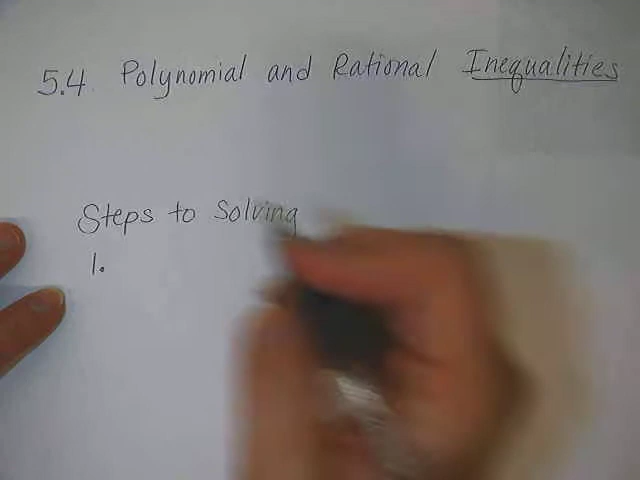 5.4 Polynomial and Rational Inequalities
Steps to Solving
1.